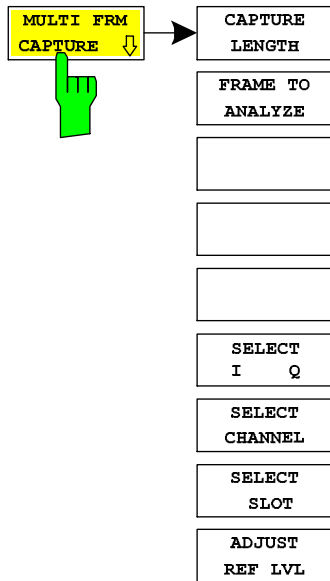 MULTI FRM
CAPTURE
CAPTURE
LENGTH
FRAME TO
ANALYZE
SELECT
I Q
SELECT
CHANNEL
SELECT
SLOT
ADJUST
REF LVL